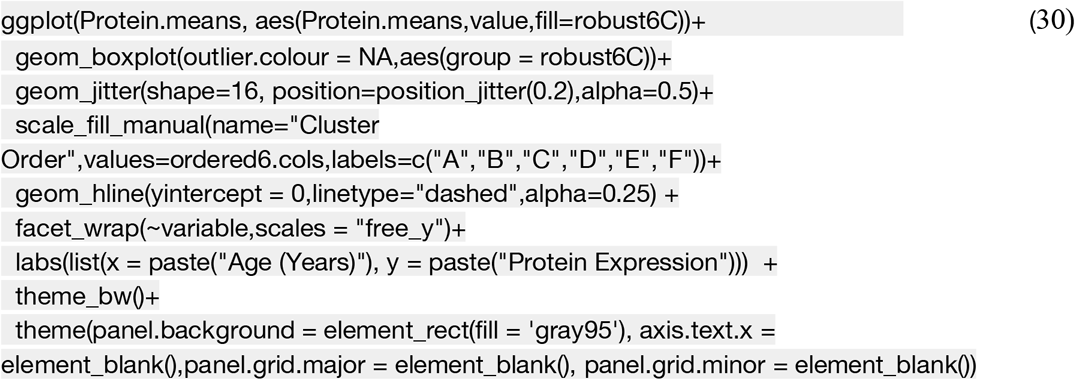 ggplot(Protein.means, aes(Protein.means,value,fill=robust6C))+ (30)
geom_boxplot(outlier.colour = NA,aes(group = robust6C))+
geom_jitter(shape=16, position=position_jitter(0.2),alpha=0.5)+
scale_fill_manual(name="Cluster
Order",values=ordered6.cols,labels=c("A","B","C","D","E","F"))+
geom_hline(yintercept = 0,linetype="dashed",alpha=0.25) +
facet_wrap(~variable,scales = "free_y")+
labs(list(x = paste("Age (Years)"), y = paste("Protein Expression"))) +
theme_bw()+
theme(panel.background = element_rect(fill = 'gray95'), axis.text.x =
element_blank(),panel.grid.major = element_blank(), panel.grid.minor = element_blank())